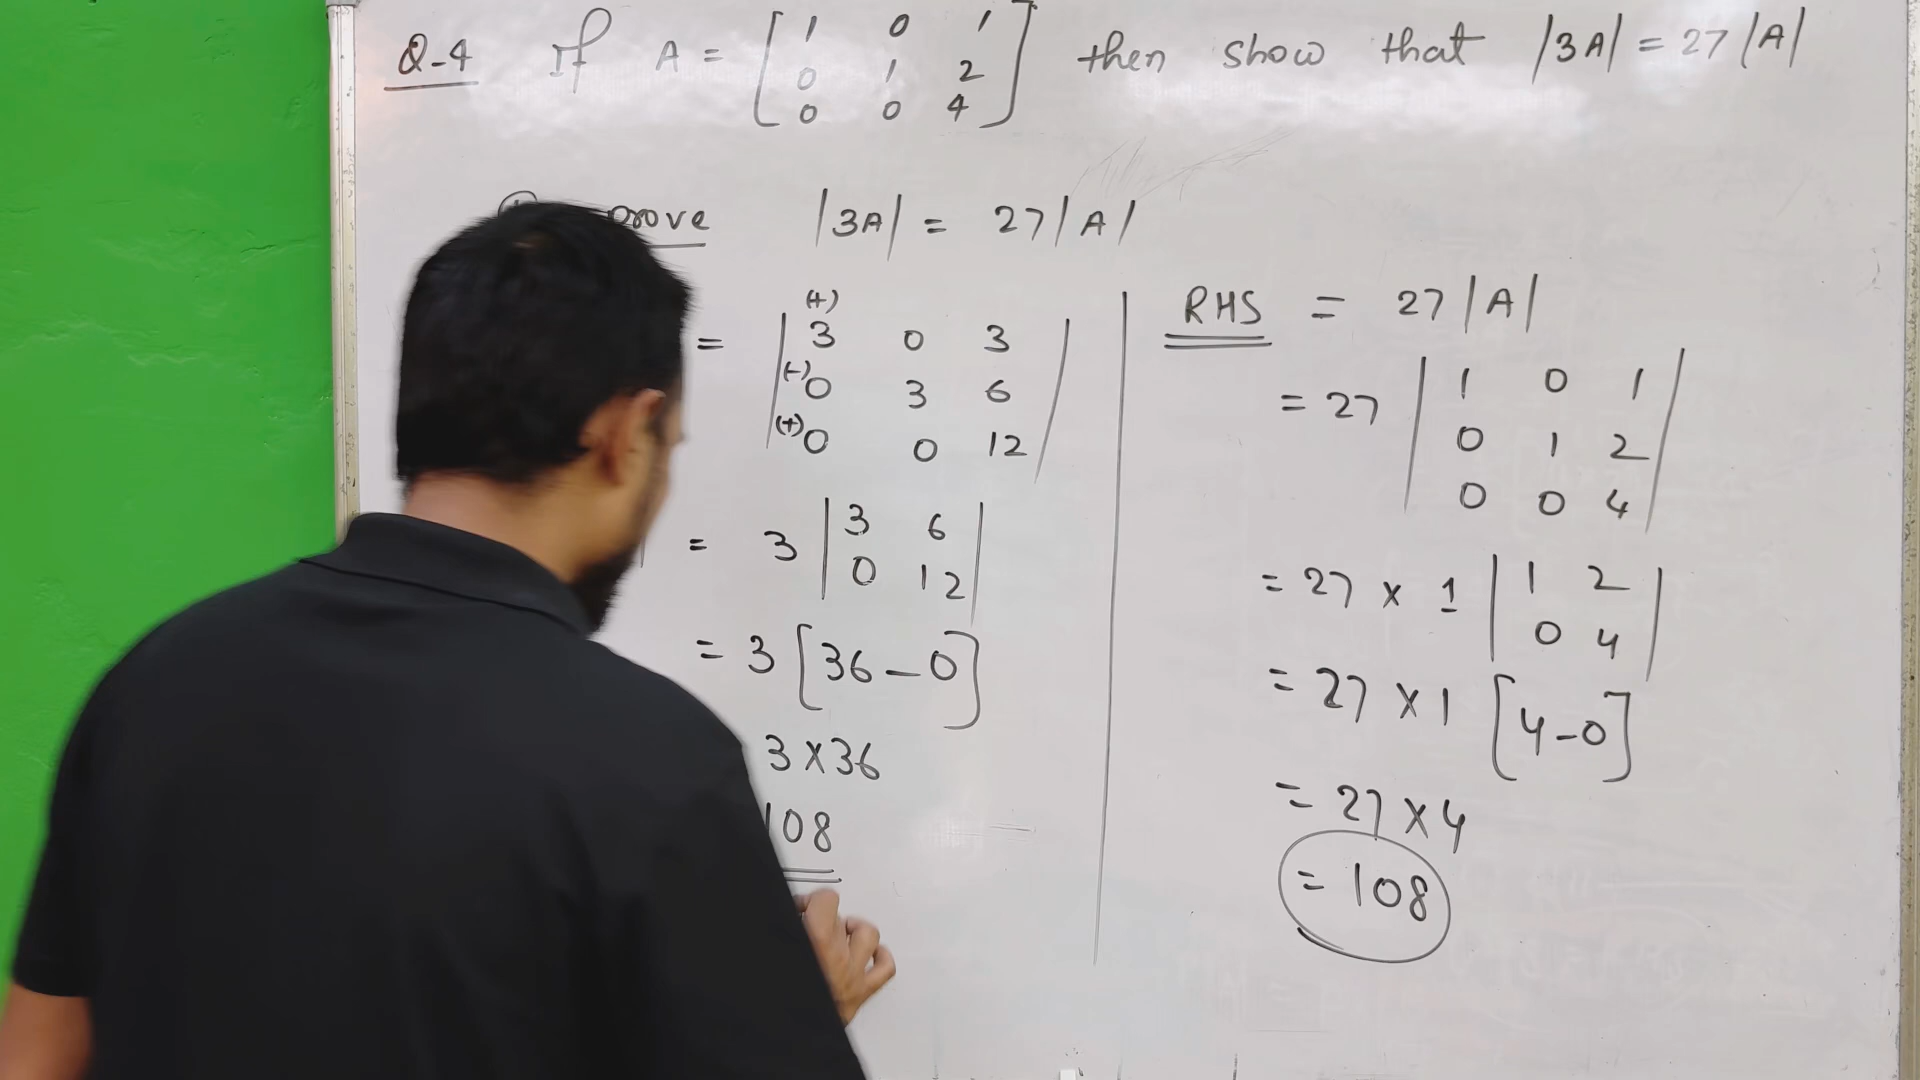 Q-4 If A = [ 1 0 1 then show that |3A| = 27|A|
0 1 2
0 0 4 ]
prove |3A| = 27|A|
(+)
= | 3 0 3
(-) 0 3 6
(+) 0 0 12 |
= 3 | 3 6
0 12 |
= 3 [36 - 0]
3 × 36
108
RHS = 27|A|
= 27 | 1 0 1
0 1 2
0 0 4 |
= 27 × 1 | 1 2
0 4 |
= 27 × 1 [4-0]
= 27 × 4
= 108